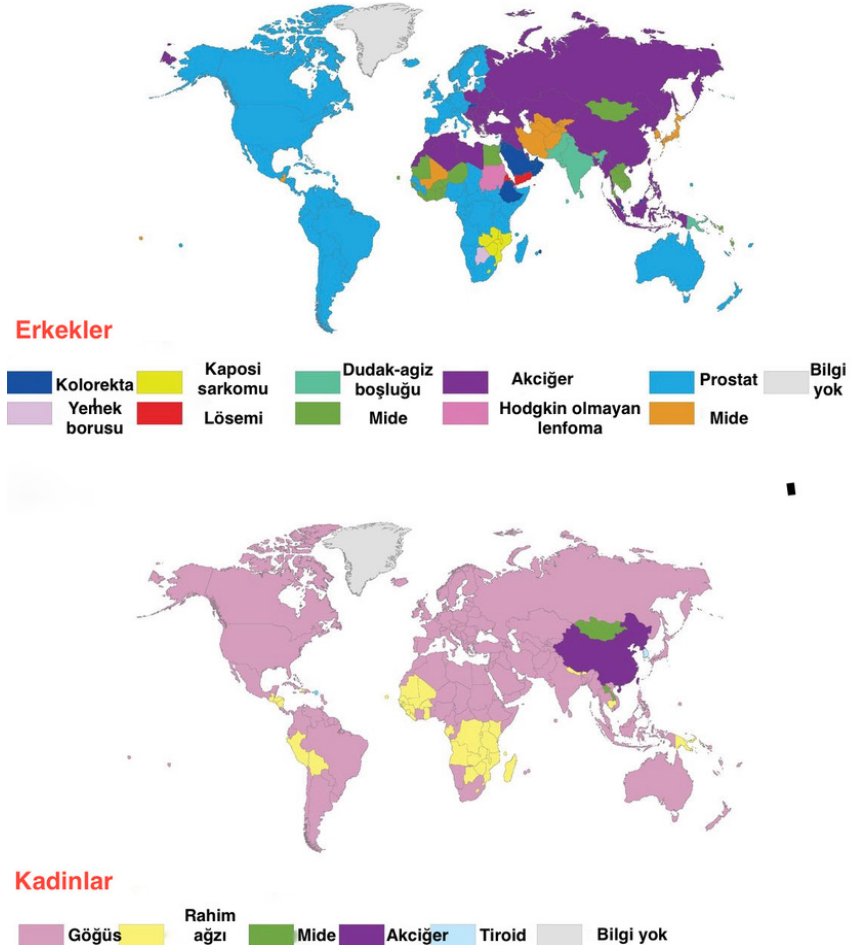 Erkekler
Kolorekta
l
Kaposi
sarkomu
Dudak-agiz
boşluğu
Akciğer
Prostat
Bilgi
yok
Yemek
borusu
Lösemi
Mide
Hodgkin olmayan
lenfoma
Mide
Kadinlar
Göğüs
Rahim
ağzı
Mide
Akciğer
Tiroid
Bilgi yok